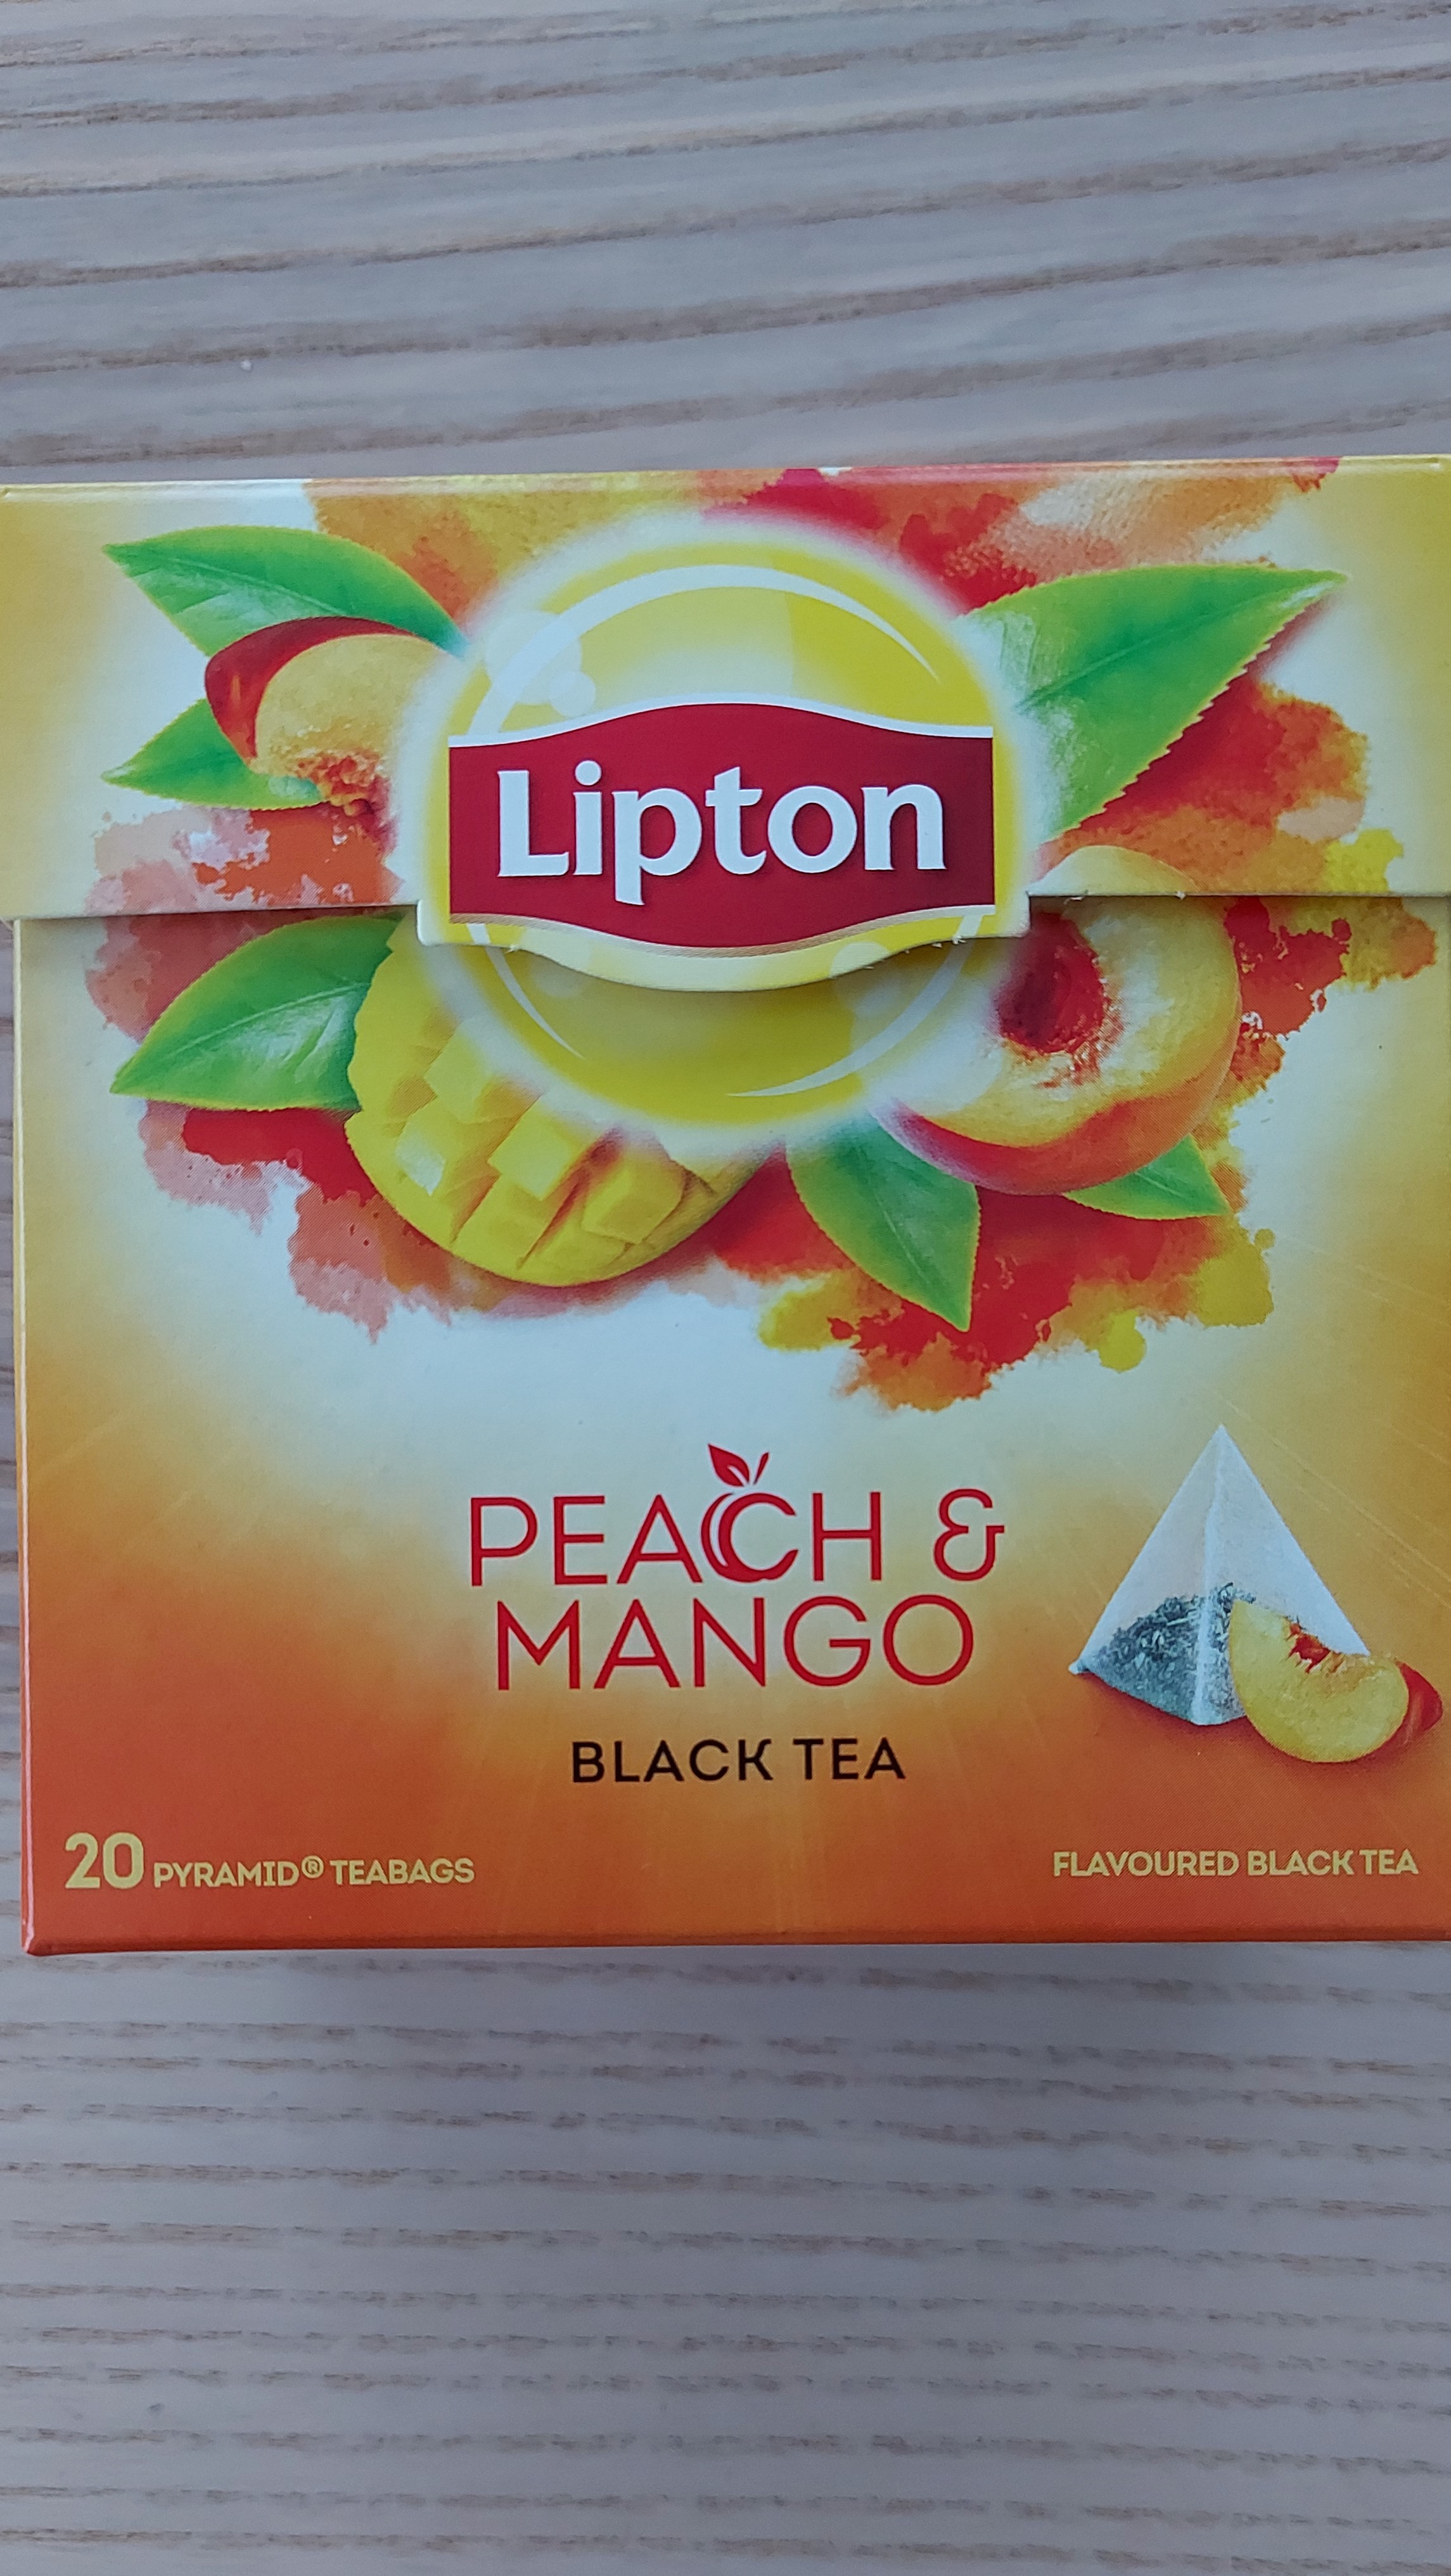 Lipton
PEACH &
MANGO
BLACK TEA
20 PYRAMID® TEABAGS
FLAVOURED BLACK TEA